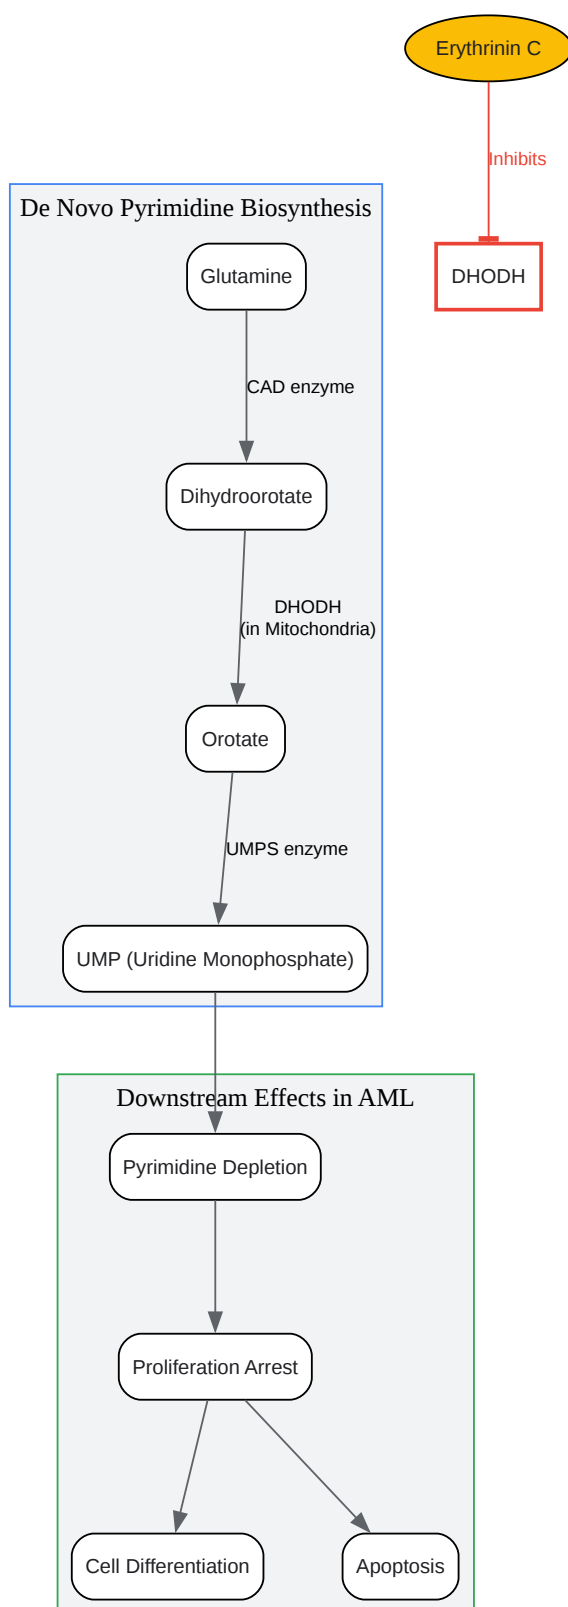 Erythrinin C
Inhibits
De Novo Pyrimidine Biosynthesis
Glutamine
DHODH
CAD enzyme
Dihydroorotate
DHODH
(in Mitochondria)
Orotate
UMPS enzyme
UMP (Uridine Monophosphate)
Downstream Effects in AML
Pyrimidine Depletion
Proliferation Arrest
Cell Differentiation
Apoptosis